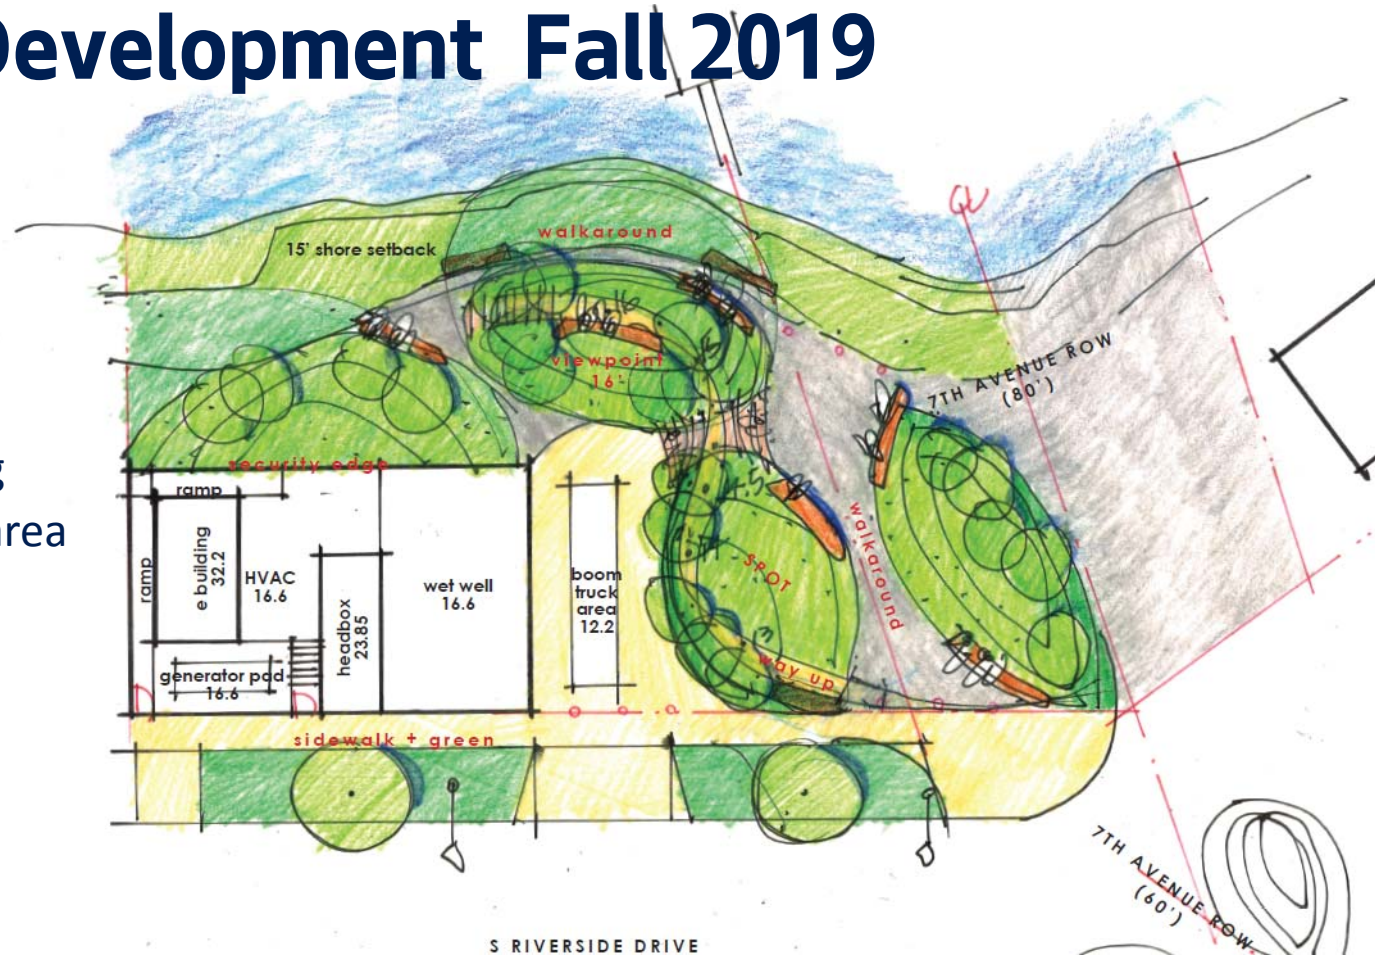 Development Fall 2019
walkaround
15' shore setback
viewpoint
16'
7TH AVENUE ROW
(80')
security edge
area
ramp
ramp
e building
32.2
HVAC
16.6
headbox
23.85
wet well
16.6
boom
truck
area
12.2
SPOT
walkaround
generator pad
16.6
way up
sidewalk + green
7TH AVENUE ROW
(60')
S RIVERSIDE DRIVE